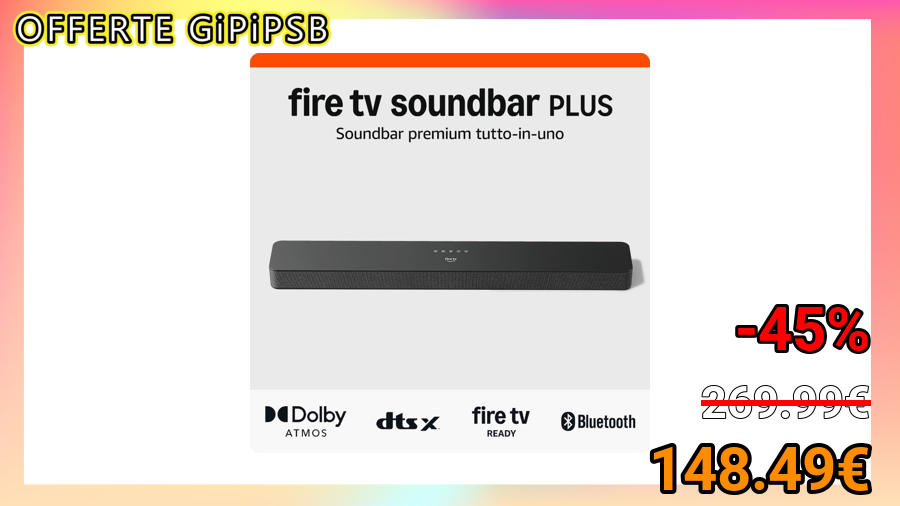 OFFERTE GiPiPSB
fire tv soundbar PLUS
Soundbar premium tutto-in-uno
fire tv
-45%
269.99€
Dolby
ATMOS
dts x
fire tv
READY
Bluetooth
148.49€